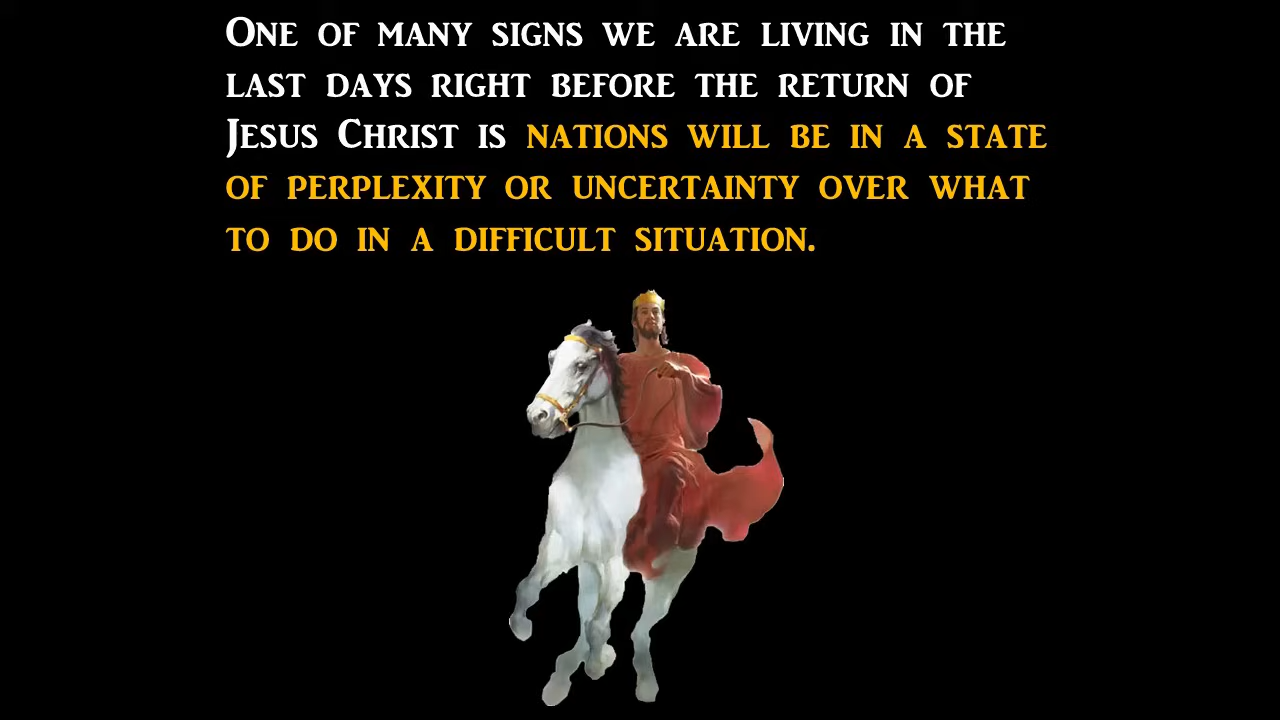 One of many signs we are living in the
last days right before the return of
Jesus Christ is nations will be in a state
of perplexity or uncertainty over what
to do in a difficult situation.